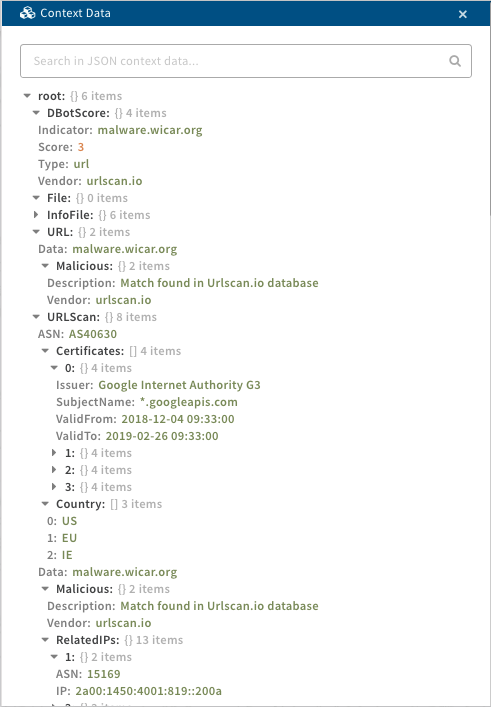 Context Data
Search in JSON context data...
root: {} 6 items
DBotScore: {} 4 items
Indicator: malware.wicar.org
Score: 3
Type: url
Vendor: urlscan.io
File: {} 0 items
InfoFile: {} 6 items
URL: {} 2 items
Data: malware.wicar.org
Malicious: {} 2 items
Description: Match found in Urlscan.io database
Vendor: urlscan.io
URLScan: {} 8 items
ASN: AS40630
Certificates: [] 4 items
0: {} 4 items
Issuer: Google Internet Authority G3
SubjectName: *.googleapis.com
ValidFrom: 2018-12-04 09:33:00
ValidTo: 2019-02-26 09:33:00
1: {} 4 items
2: {} 4 items
3: {} 4 items
Country: [] 3 items
0: US
1: EU
2: IE
Data: malware.wicar.org
Malicious: {} 2 items
Description: Match found in Urlscan.io database
Vendor: urlscan.io
RelatedIPs: {} 13 items
1: {} 2 items
ASN: 15169
IP: 2a00:1450:4001:819::200a